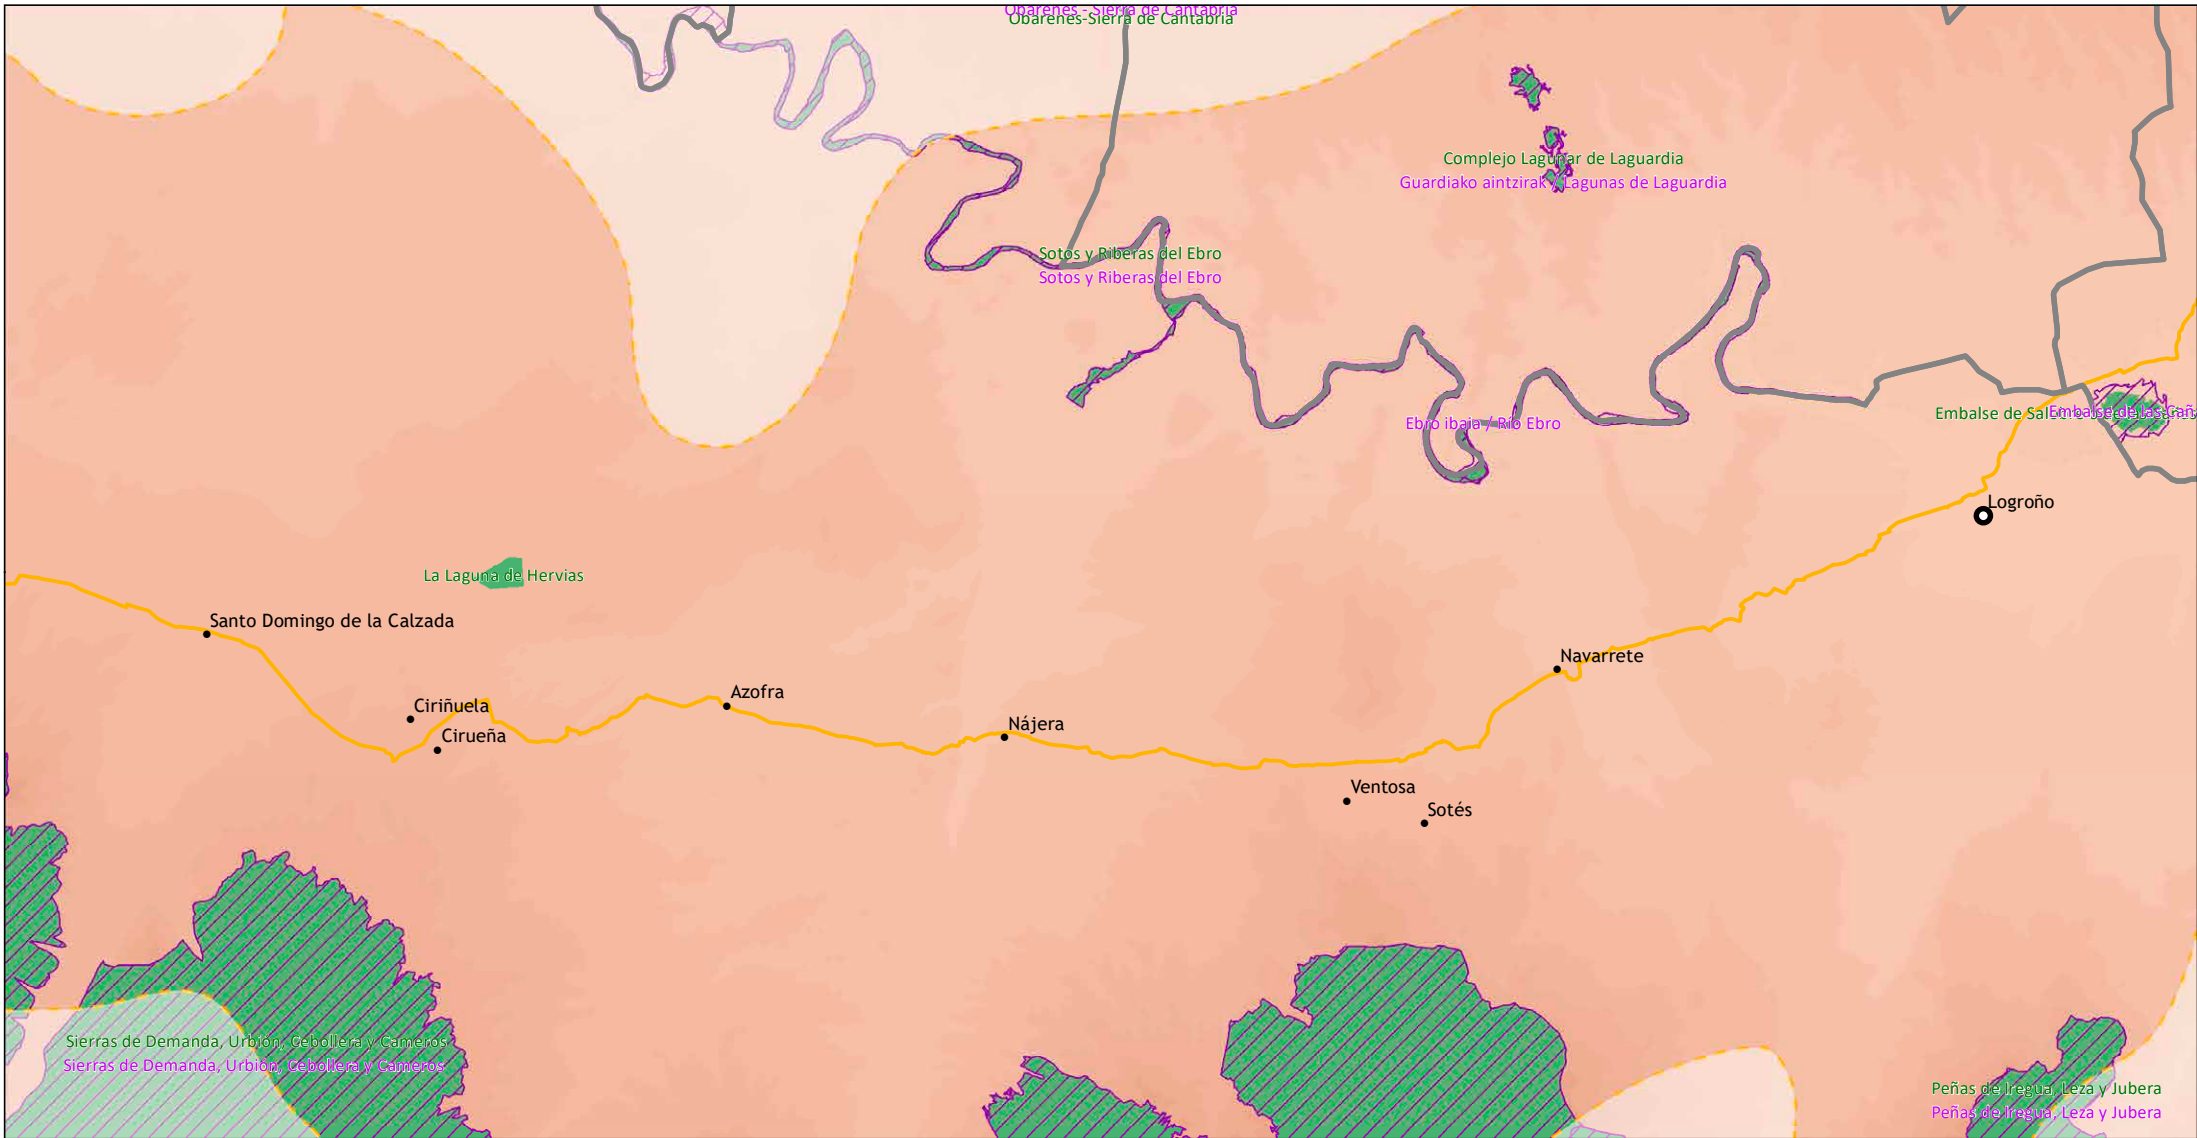 Obarenes - Sierra de Cantabria
Obarenes-Sierra de Cantabria
Complejo Lagunar de Laguardia
Guardiako aintzirak / Lagunas de Laguardia
Sotos y Riberas del Ebro
Sotos y Riberas del Ebro
Embalse de
Embalse de las Cañas
Ebro ibaia / Río Ebro
Logroño
La Laguna de Hervias
Santo Domingo de la Calzada
Navarrete
Azofra
Ciriñuela
Nájera
Cirueña
Ventosa
Sotés
Sierras de Demanda, Urbión, Cebollera y Cameros
Sierras de Demanda, Urbión, Cebollera y Cameros
Peñas de Iregua, Leza y Jubera
Peñas de Iregua, Leza y Jubera